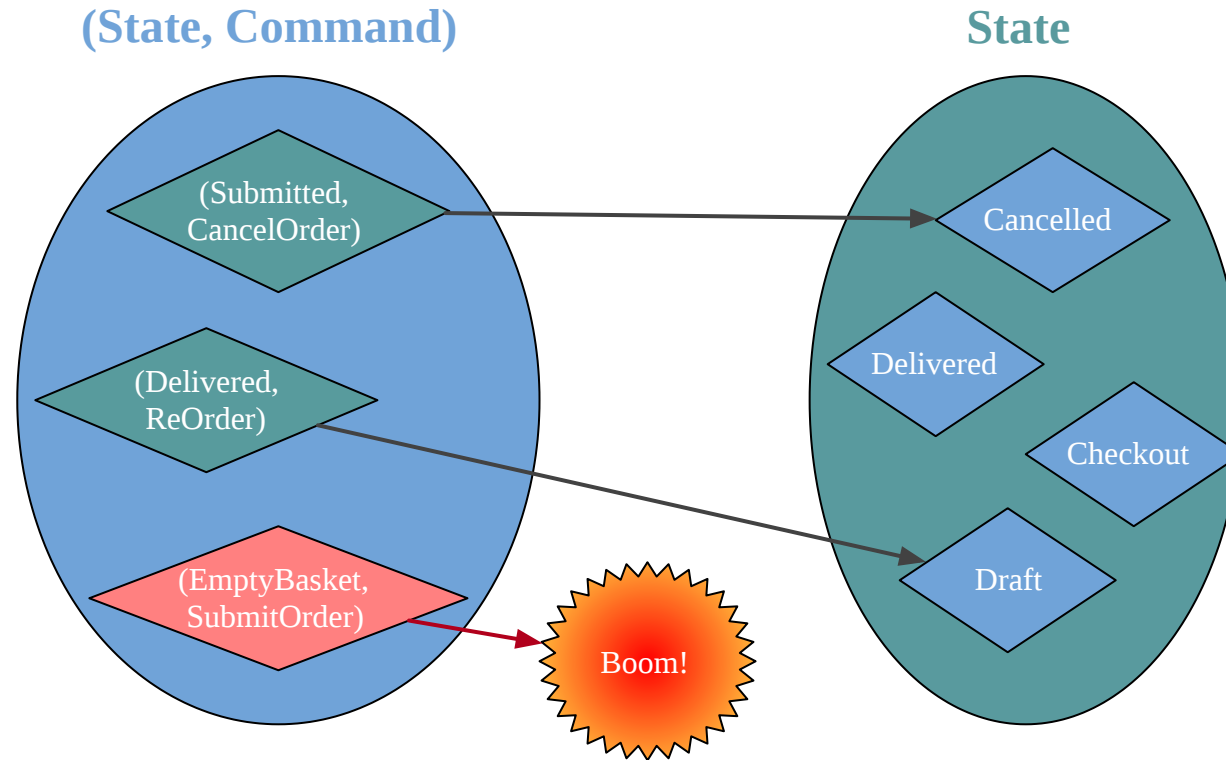 (State, Command)
State
(Submitted,
CancelOrder)
Cancelled
(Delivered,
ReOrder)
Delivered
Checkout
(EmptyBasket,
SubmitOrder)
Draft
Boom!